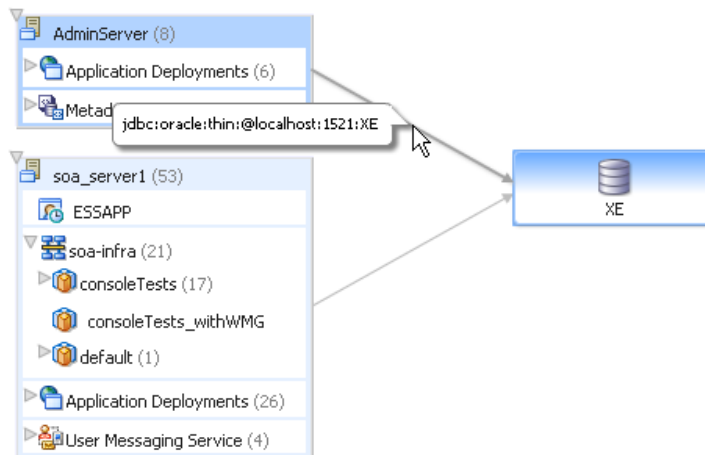 AdminServer (8)
Application Deployments (6)
Metad
jdbc:oracle:thin:@localhost:1521:XE
soa_server1 (53)
XE
ESSAPP
soa-infra (21)
consoleTests (17)
consoleTests_withWMG
default (1)
Application Deployments (26)
User Messaging Service (4)